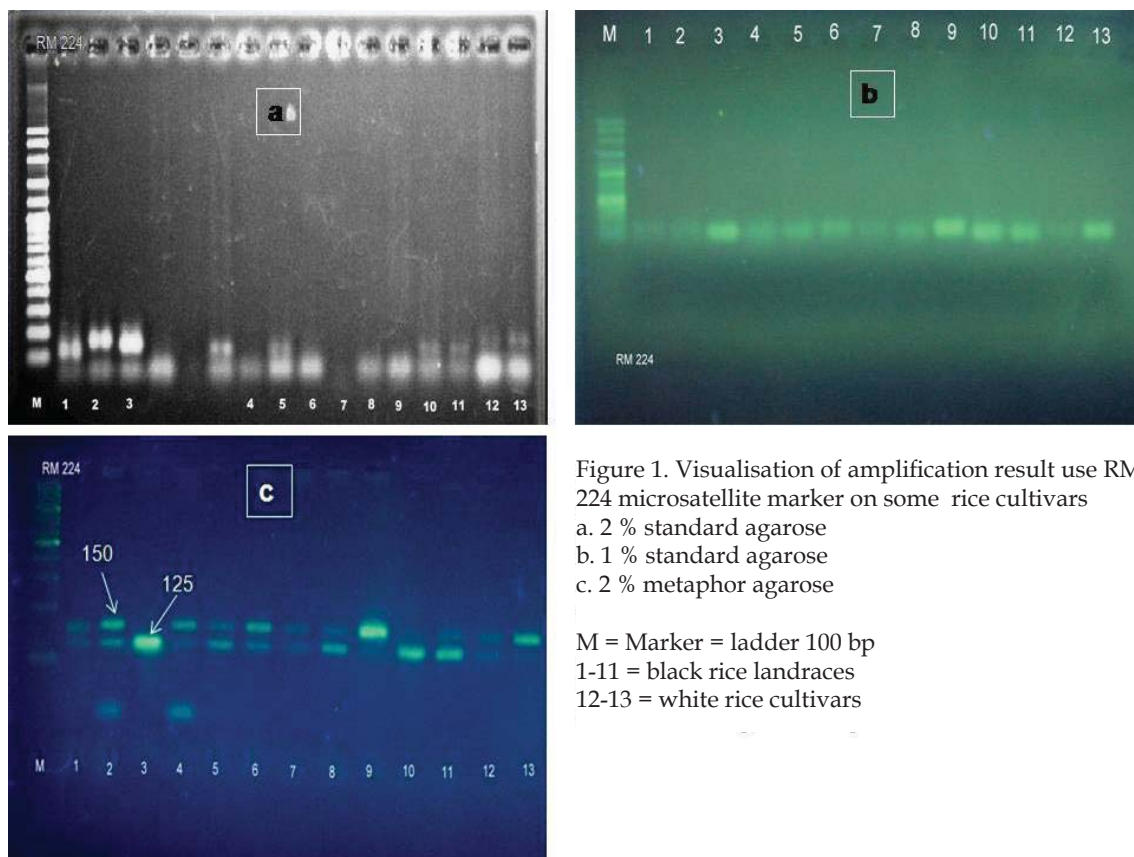 RM 224
a
M 1 2 3 4 5 6 7 8 9 10 11 12 13
M 1 2 3 4 5 6 7 8 9 10 11 12 13
b
RM 224
RM 224
c
150
125
M 1 2 3 4 5 6 7 8 9 10 11 12 13
Figure 1. Visualisation of amplification result use RM
224 microsatellite marker on some rice cultivars
a. 2 % standard agarose
b. 1 % standard agarose
c. 2 % metaphor agarose
M = Marker = ladder 100 bp
1-11 = black rice landraces
12-13 = white rice cultivars